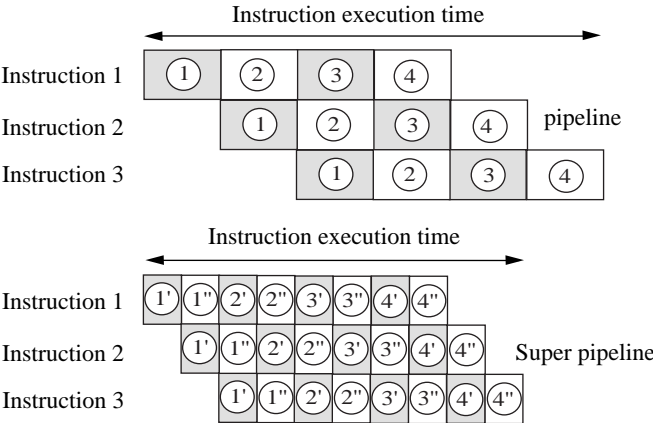 Instruction execution time
Instruction 1 1 2 3 4
Instruction 2 1 2 3 4 pipeline
Instruction 3 1 2 3 4
Instruction execution time
Instruction 1 1' 1" 2' 2" 3' 3" 4' 4"
Instruction 2 1' 1" 2' 2" 3' 3" 4' 4" Super pipeline
Instruction 3 1' 1" 2' 2" 3' 3" 4' 4"